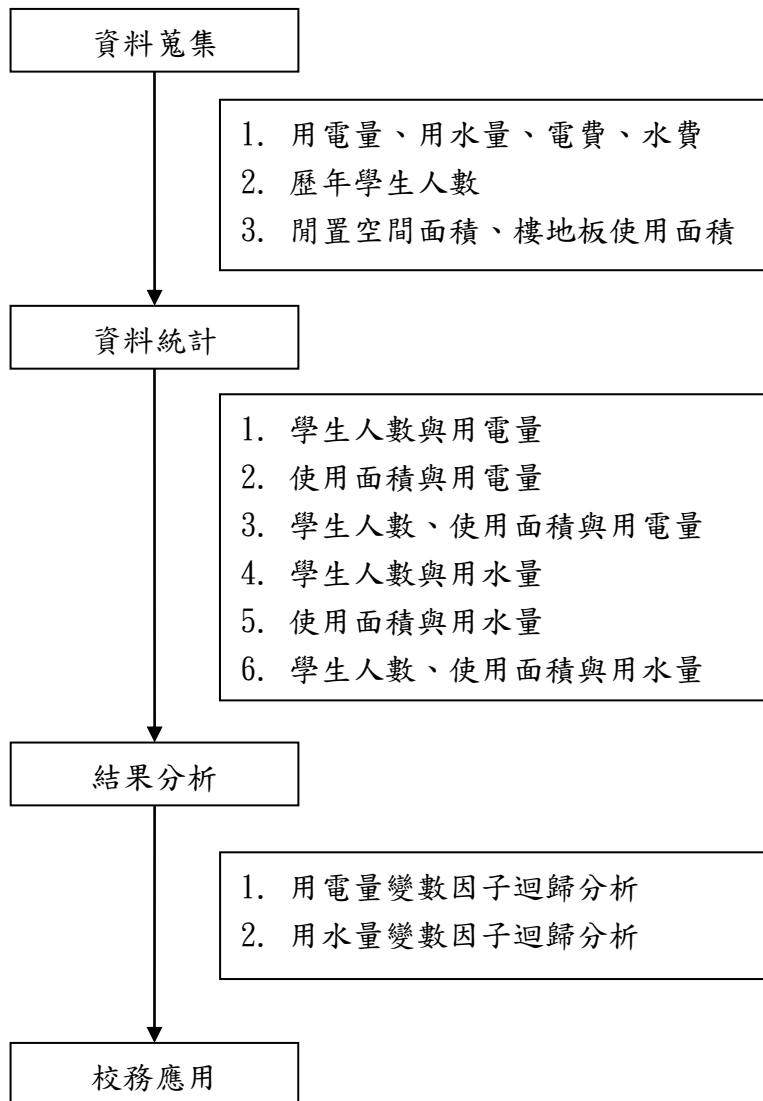 資料蒐集
1. 用電量、用水量、電費、水費
2. 歷年學生人數
3. 閒置空間面積、樓地板使用面積
資料統計
1. 學生人數與用電量
2. 使用面積與用電量
3. 學生人數、使用面積與用電量
4. 學生人數與用水量
5. 使用面積與用水量
6. 學生人數、使用面積與用水量
結果分析
1. 用電量變數因子迴歸分析
2. 用水量變數因子迴歸分析
校務應用